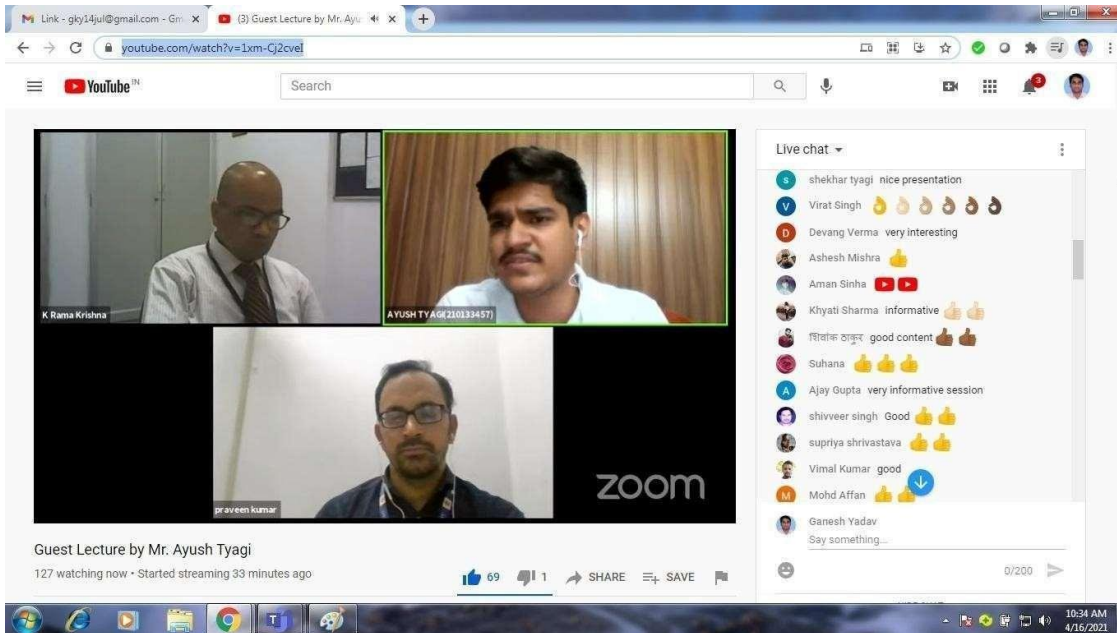 Link - gky14jul@gmail.com - Gm
(3) Guest Lecture by Mr. Ayu
youtube.com/watch?v=1xm-Cj2cveI
YouTube IN
Search
3
K Rama Krishna
AYUSH TYAGI(210133457)
praveen kumar
zoom
Guest Lecture by Mr. Ayush Tyagi
127 watching now • Started streaming 33 minutes ago
69 1 SHARE SAVE
Live chat
s shekhar tyagi nice presentation
V Virat Singh
D Devang Verma very interesting
Ashesh Mishra
Aman Sinha
Khyati Sharma informative
शिवांक ठाकुर good content
Suhana
A Ajay Gupta very informative session
shivveer singh Good
supriya shrivastava
Vimal Kumar good
M Mohd Affan
Ganesh Yadav
Say something...
0/200
10:34 AM
4/16/2021